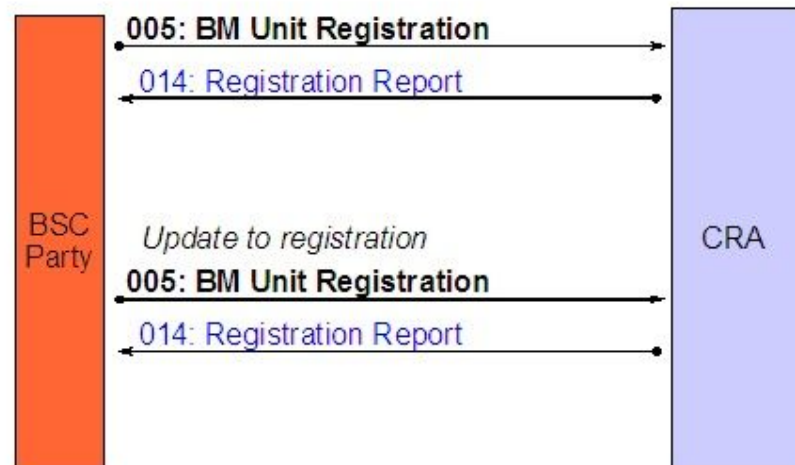 005: BM Unit Registration
014: Registration Report
BSC
Party
Update to registration
CRA
005: BM Unit Registration
014: Registration Report